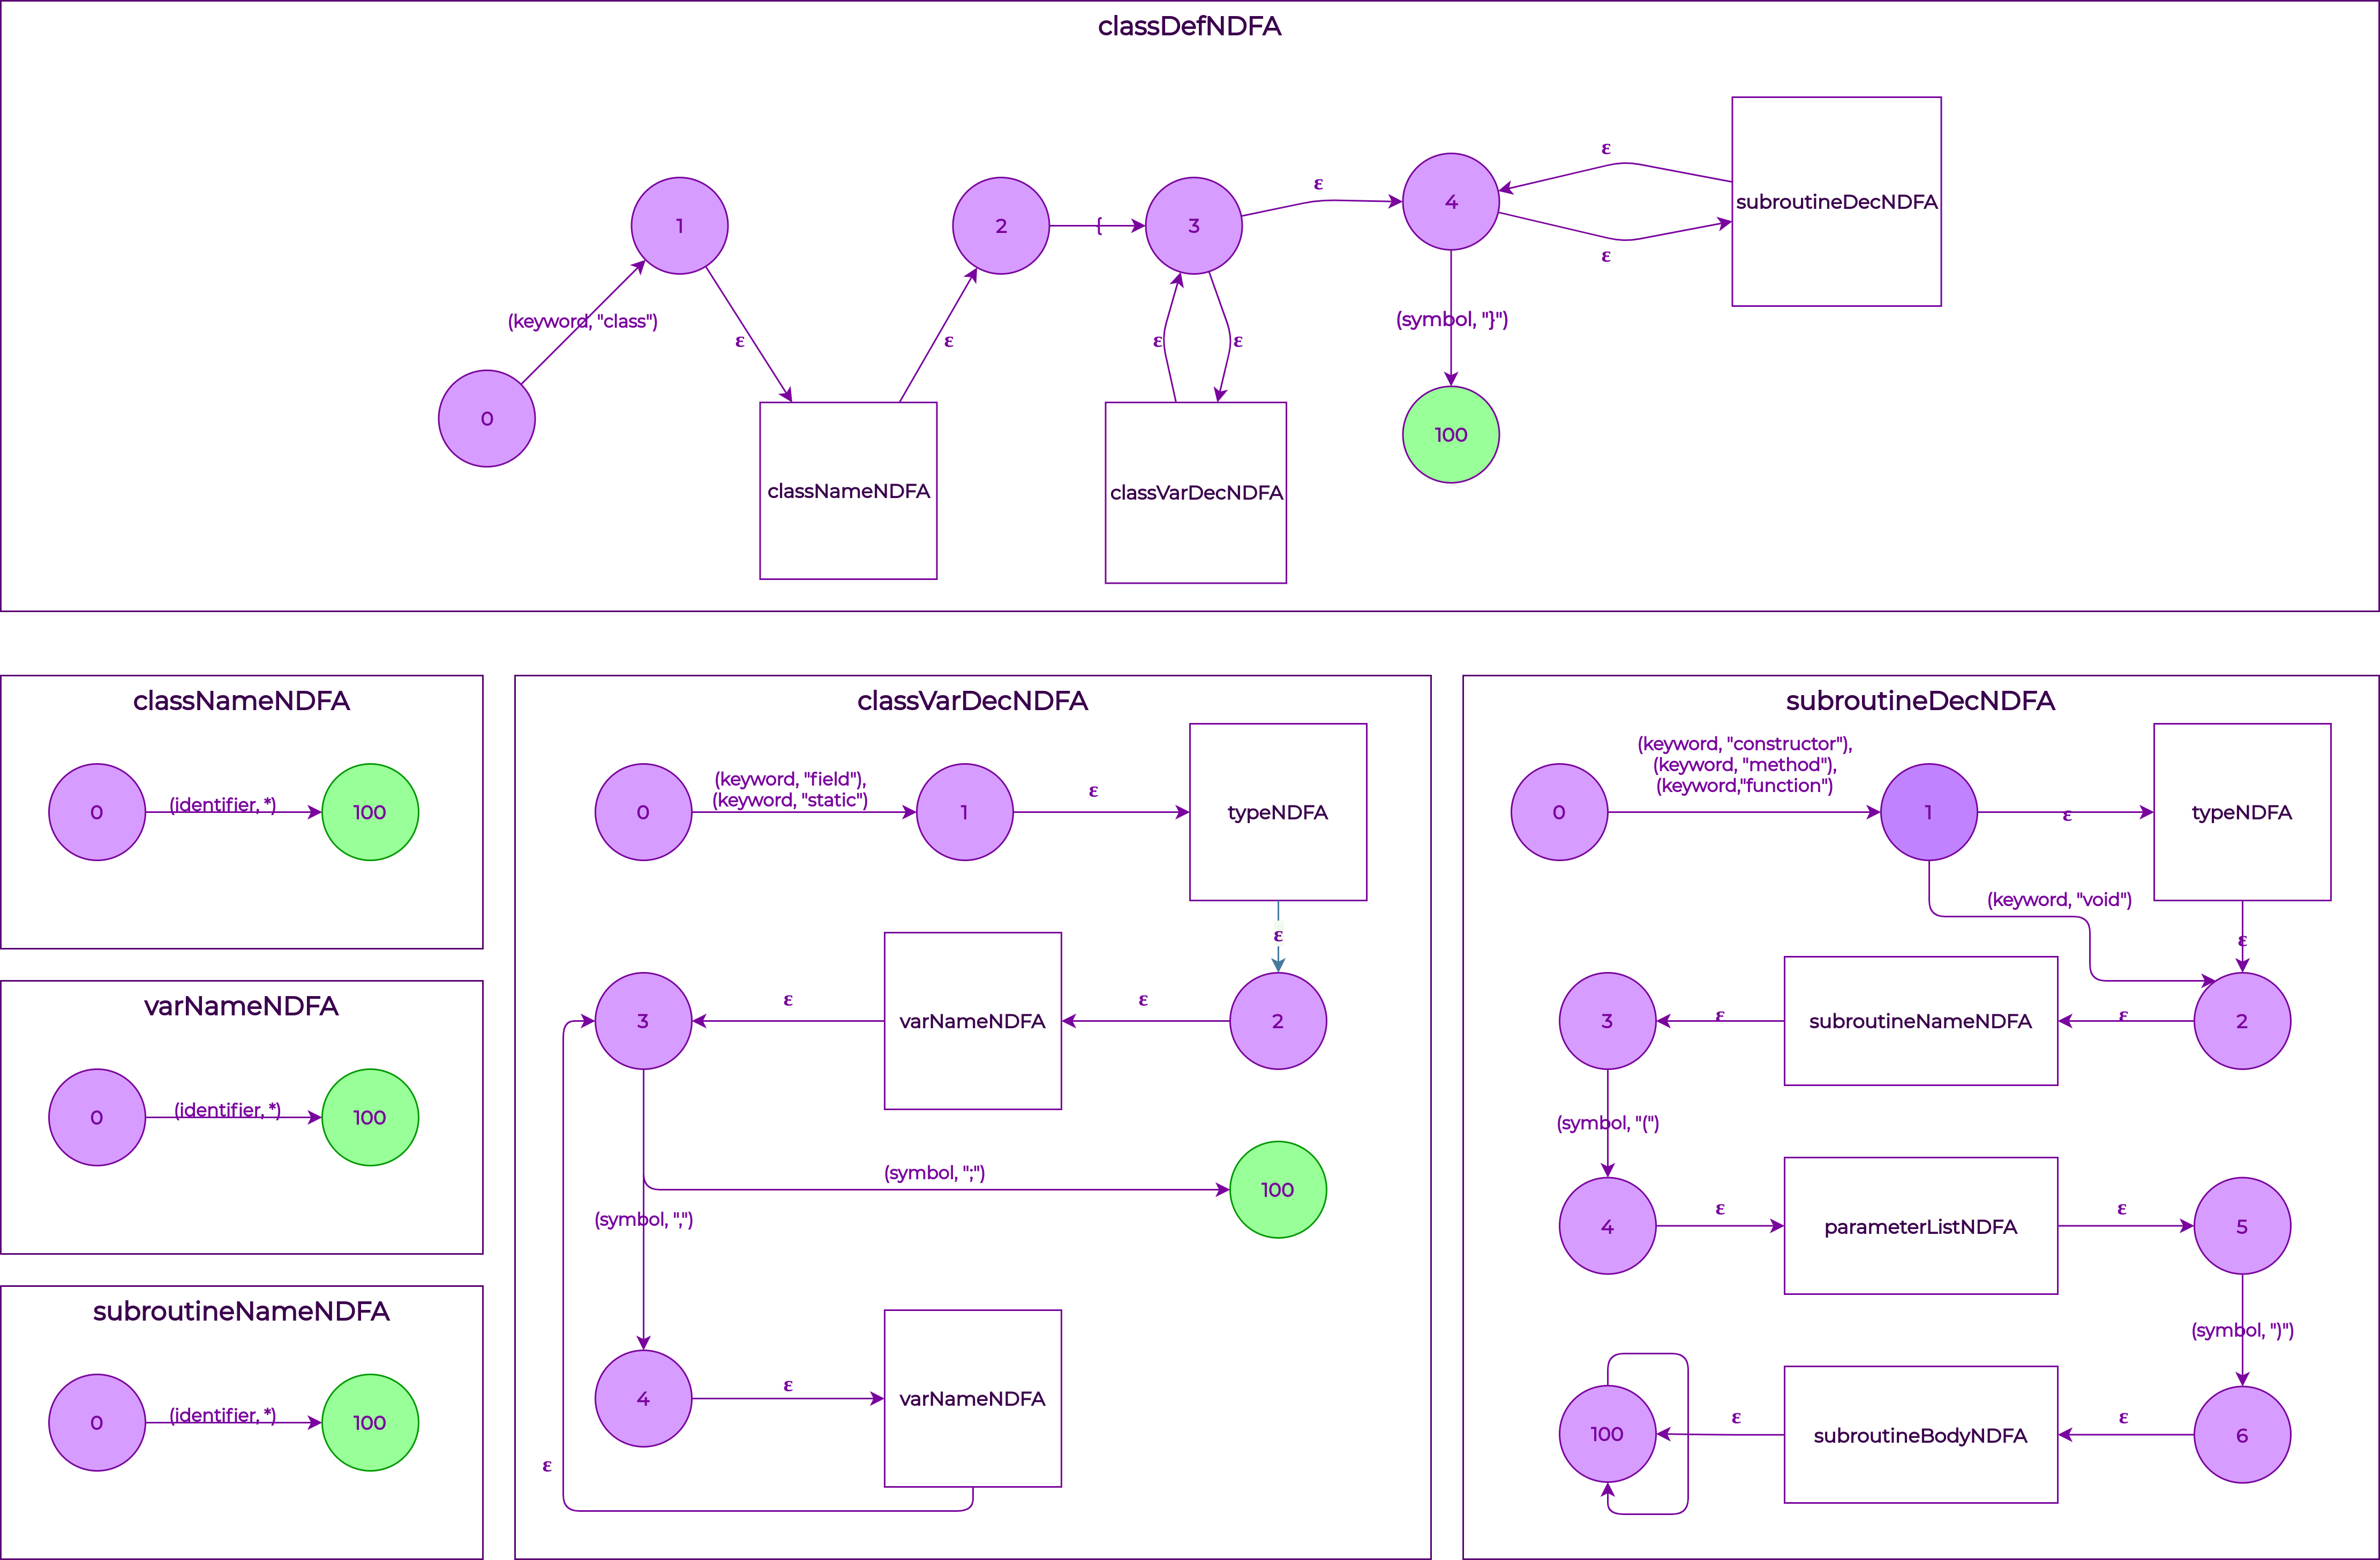 classDefNDFA
ε
subroutineDecNDFA
4
ε
1
2
{
3
ε
ε
(keyword, "class")
(symbol, "}")
ε
ε
ε
ε
0
100
classNameNDFA
classVarDecNDFA
classNameNDFA
0
(identifier, *)
100
varNameNDFA
0
(identifier, *)
100
subroutineNameNDFA
0
(identifier, *)
100
classVarDecNDFA
0
(keyword, "field"),
(keyword, "static")
1
ε
typeNDFA
ε
3
ε
varNameNDFA
ε
2
(symbol, ";")
100
(symbol, ",")
4
ε
varNameNDFA
ε
subroutineDecNDFA
(keyword, "constructor"),
(keyword, "method"),
(keyword,"function")
0
1
ε
typeNDFA
(keyword, "void")
ε
3
ε
subroutineNameNDFA
ε
2
(symbol, "(")
4
ε
parameterListNDFA
ε
5
(symbol, ")")
100
ε
subroutineBodyNDFA
ε
6